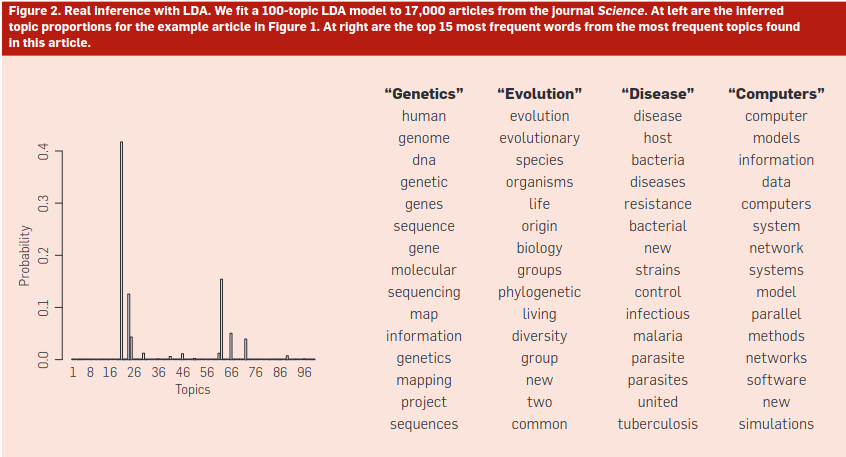 Figure 2. Real inference with LDA. We fit a 100-topic LDA model to 17,000 articles from the journal Science. At left are the inferred
topic proportions for the example article in Figure 1. At right are the top 15 most frequent words from the most frequent topics found
in this article.
“Genetics” “Evolution” “Disease” “Computers”
human evolution disease computer
genome evolutionary host models
dna species bacteria information
genetic organisms diseases data
genes life resistance computers
sequence origin bacterial system
gene biology new network
molecular groups strains systems
sequencing phylogenetic control model
map living infectious parallel
information diversity malaria methods
genetics group parasite networks
mapping new parasites software
project two united new
sequences common tuberculosis simulations
Probability
0.4
0.3
0.2
0.1
0.0
1 8 16 26 36 46 56 66 76 86 96
Topics